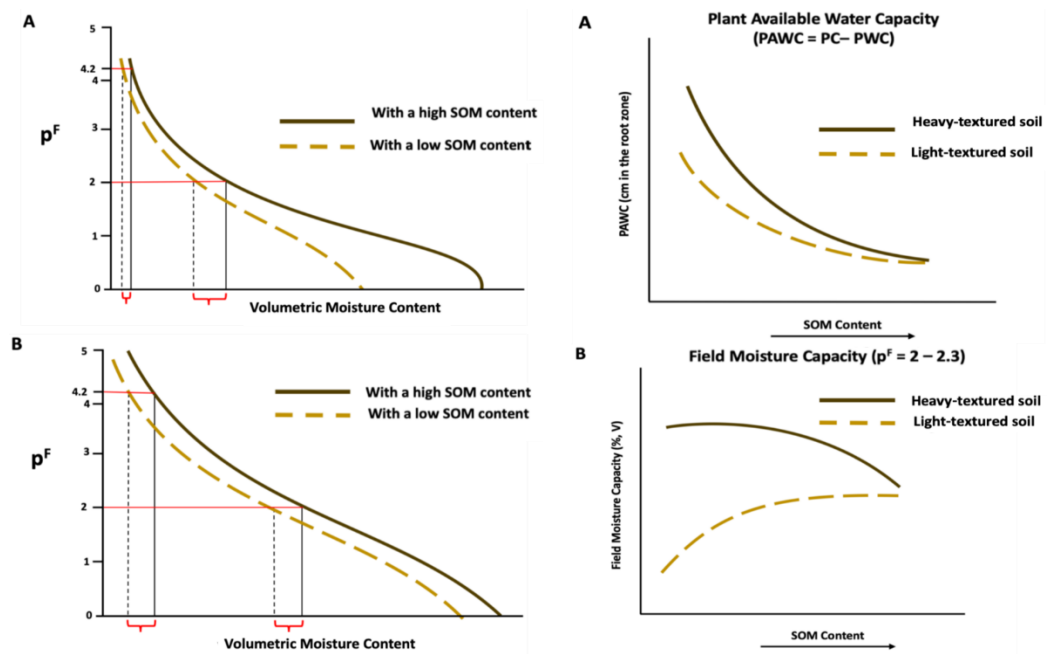 A
5
4.2
4
3
2
1
0
pF
With a high SOM content
With a low SOM content
Volumetric Moisture Content
B
5
4.2
4
3
2
1
0
pF
With a high SOM content
With a low SOM content
Volumetric Moisture Content
A
Plant Available Water Capacity
(PAWC = PC– PWC)
PAWC (cm in the root zone)
Heavy-textured soil
Light-textured soil
SOM Content
B
Field Moisture Capacity (pF = 2 – 2.3)
Field Moisture Capacity (%, V)
Heavy-textured soil
Light-textured soil
SOM Content